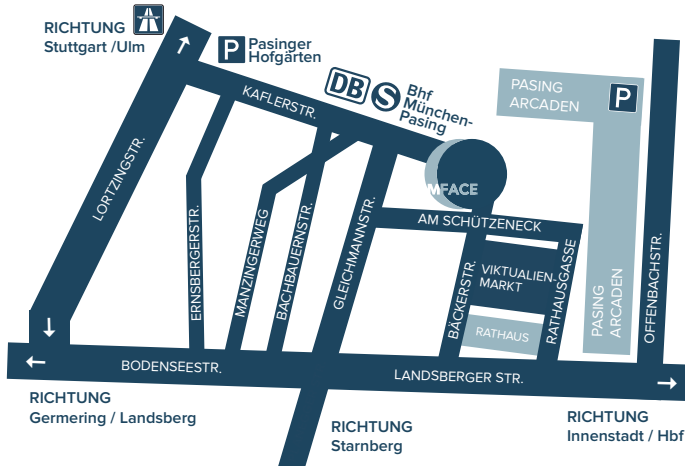 RICHTUNG
Stuttgart /Ulm
P
Pasinger
Hofgärten
DB
S
Bhf
München-
Pasing
PASING
ARCADEN
P
KAFLERSTR.
LORTZINGSTR.
MFACE
AM SCHÜTZENECK
ERNSBERGERSTR.
MANZINGERWEG
BACHBAUERNSTR.
GLEICHMANNSTR.
BÄCKERSTR.
VIKTUALIEN-
MARKT
RATHAUSGASSE
RATHAUS
PASING
ARCADEN
OFFENBACHSTR.
BODENSEESTR.
LANDSBERGER STR.
RICHTUNG
Germering / Landsberg
RICHTUNG
Starnberg
RICHTUNG
Innenstadt / Hbf